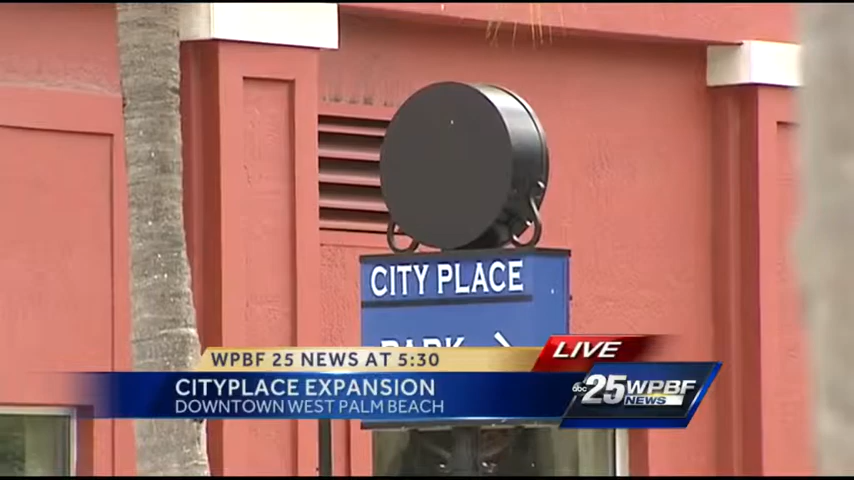 CITY PLACE
PARK
WPBF 25 NEWS AT 5:30
LIVE
CITYPLACE EXPANSION
DOWNTOWN WEST PALM BEACH
abc 25 WPBF
NEWS